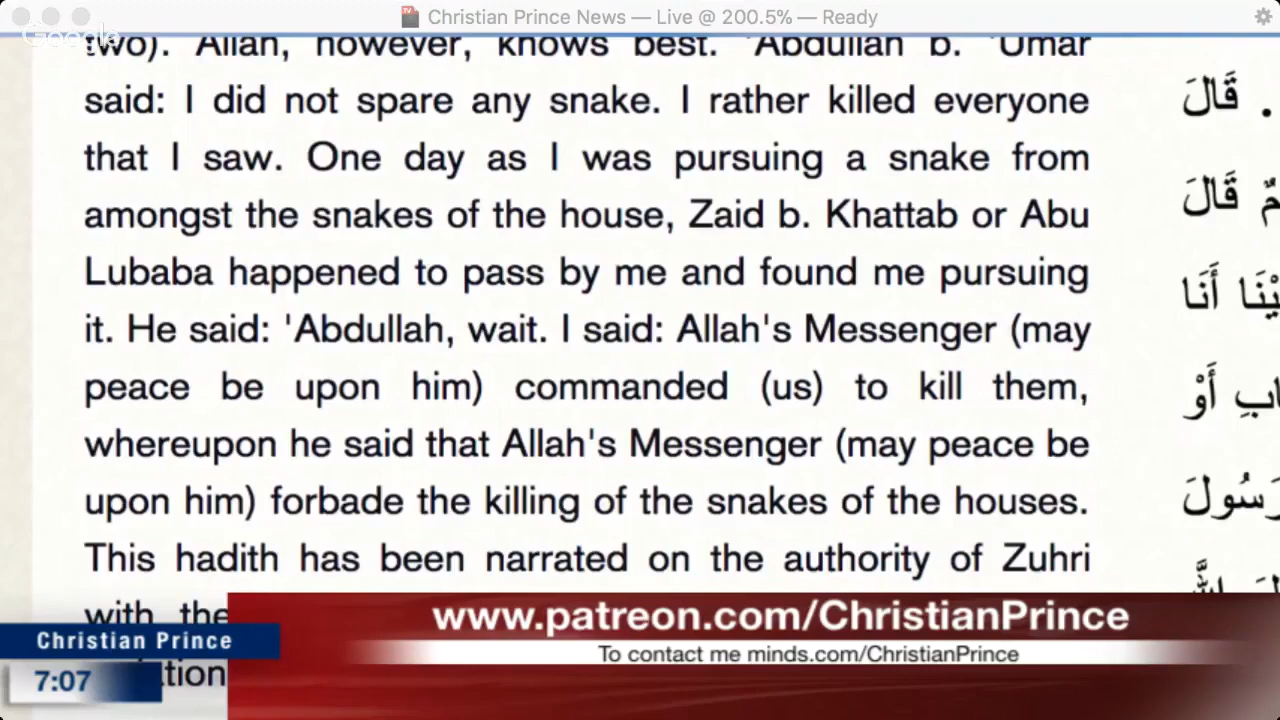 Christian Prince News — Live @ 200.5% — Ready
Google
two). Allah, however, knows best. 'Abdullah b. 'Umar
said: I did not spare any snake. I rather killed everyone
that I saw. One day as I was pursuing a snake from
amongst the snakes of the house, Zaid b. Khattab or Abu
Lubaba happened to pass by me and found me pursuing
it. He said: 'Abdullah, wait. I said: Allah's Messenger (may
peace be upon him) commanded (us) to kill them,
whereupon he said that Allah's Messenger (may peace be
upon him) forbade the killing of the snakes of the houses.
This hadith has been narrated on the authority of Zuhri
with the
. قَالَ
قَالَ
أَنَا
أَوْ
www.patreon.com/ChristianPrince
To contact me minds.com/ChristianPrince
Christian Prince
7:07